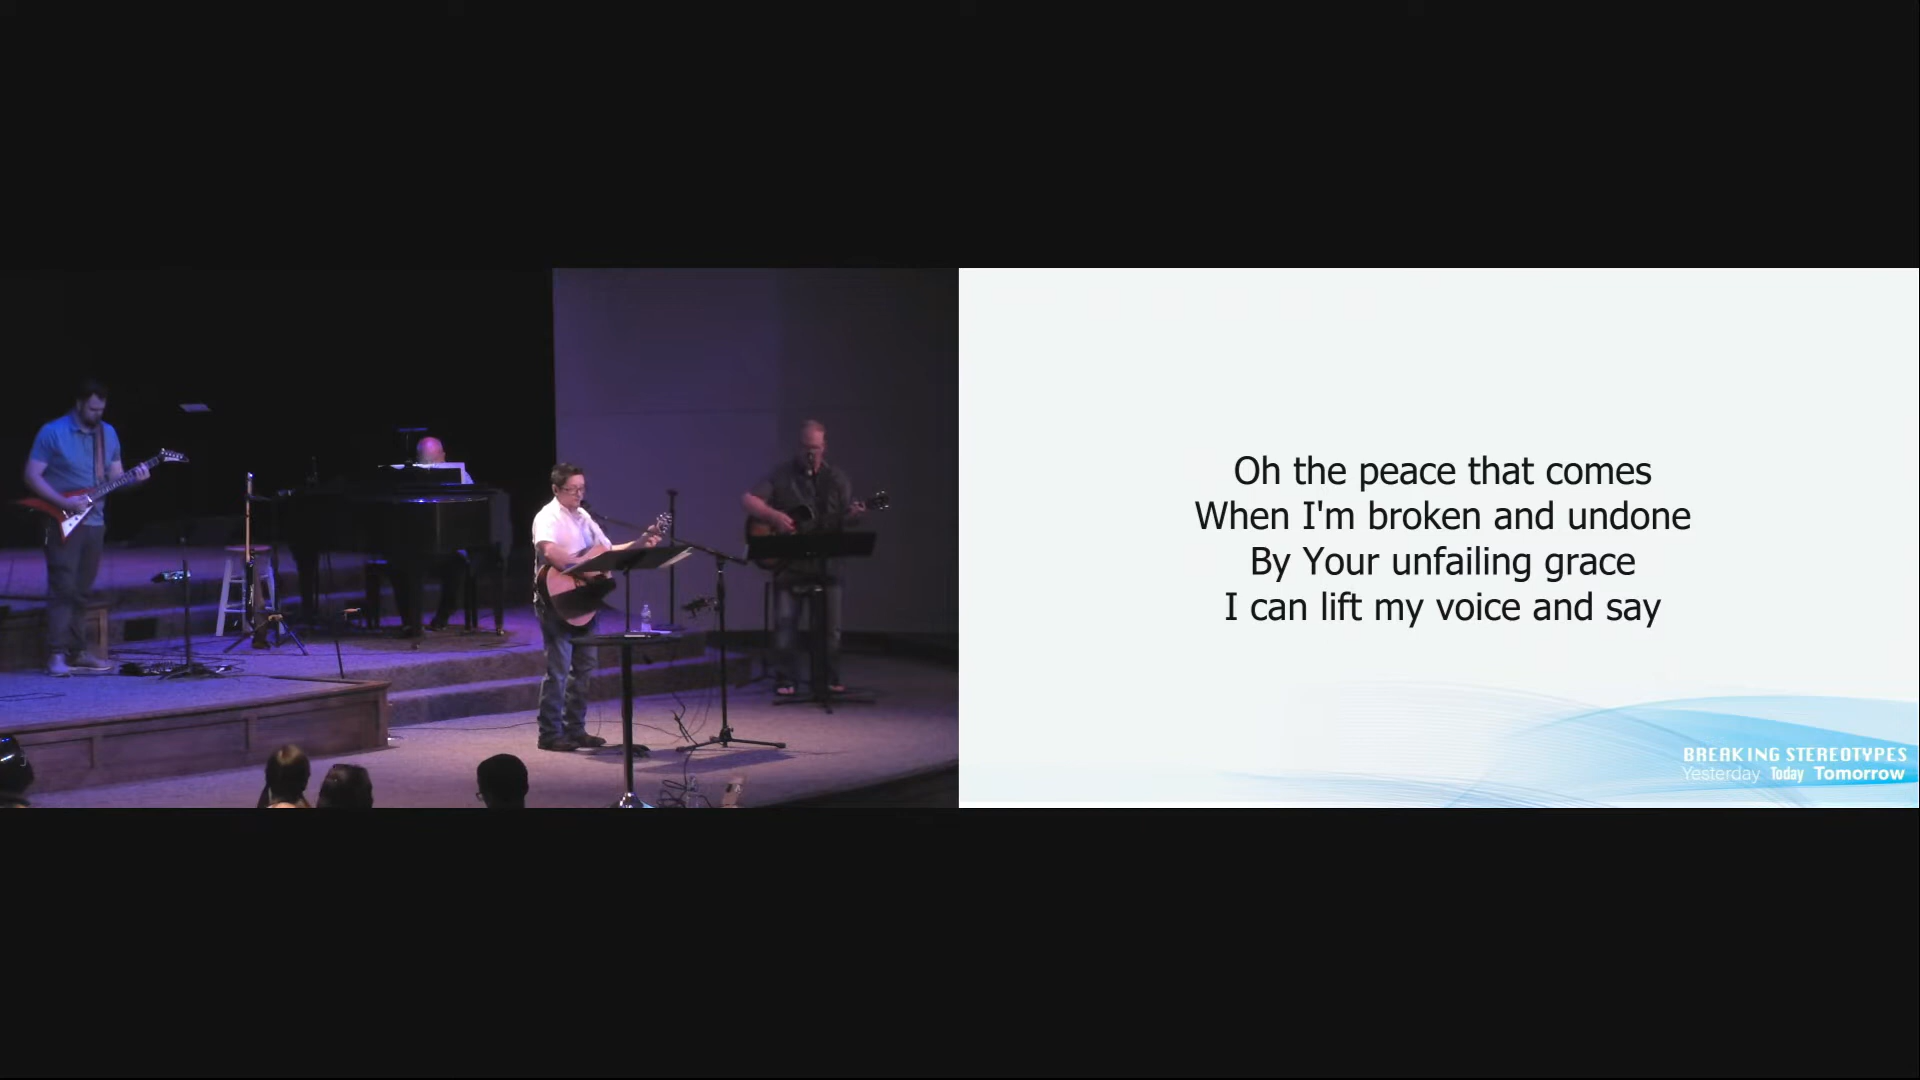 Oh the peace that comes
When I'm broken and undone
By Your unfailing grace
I can lift my voice and say
BREAKING STEREOTYPES
Yesterday Today Tomorrow